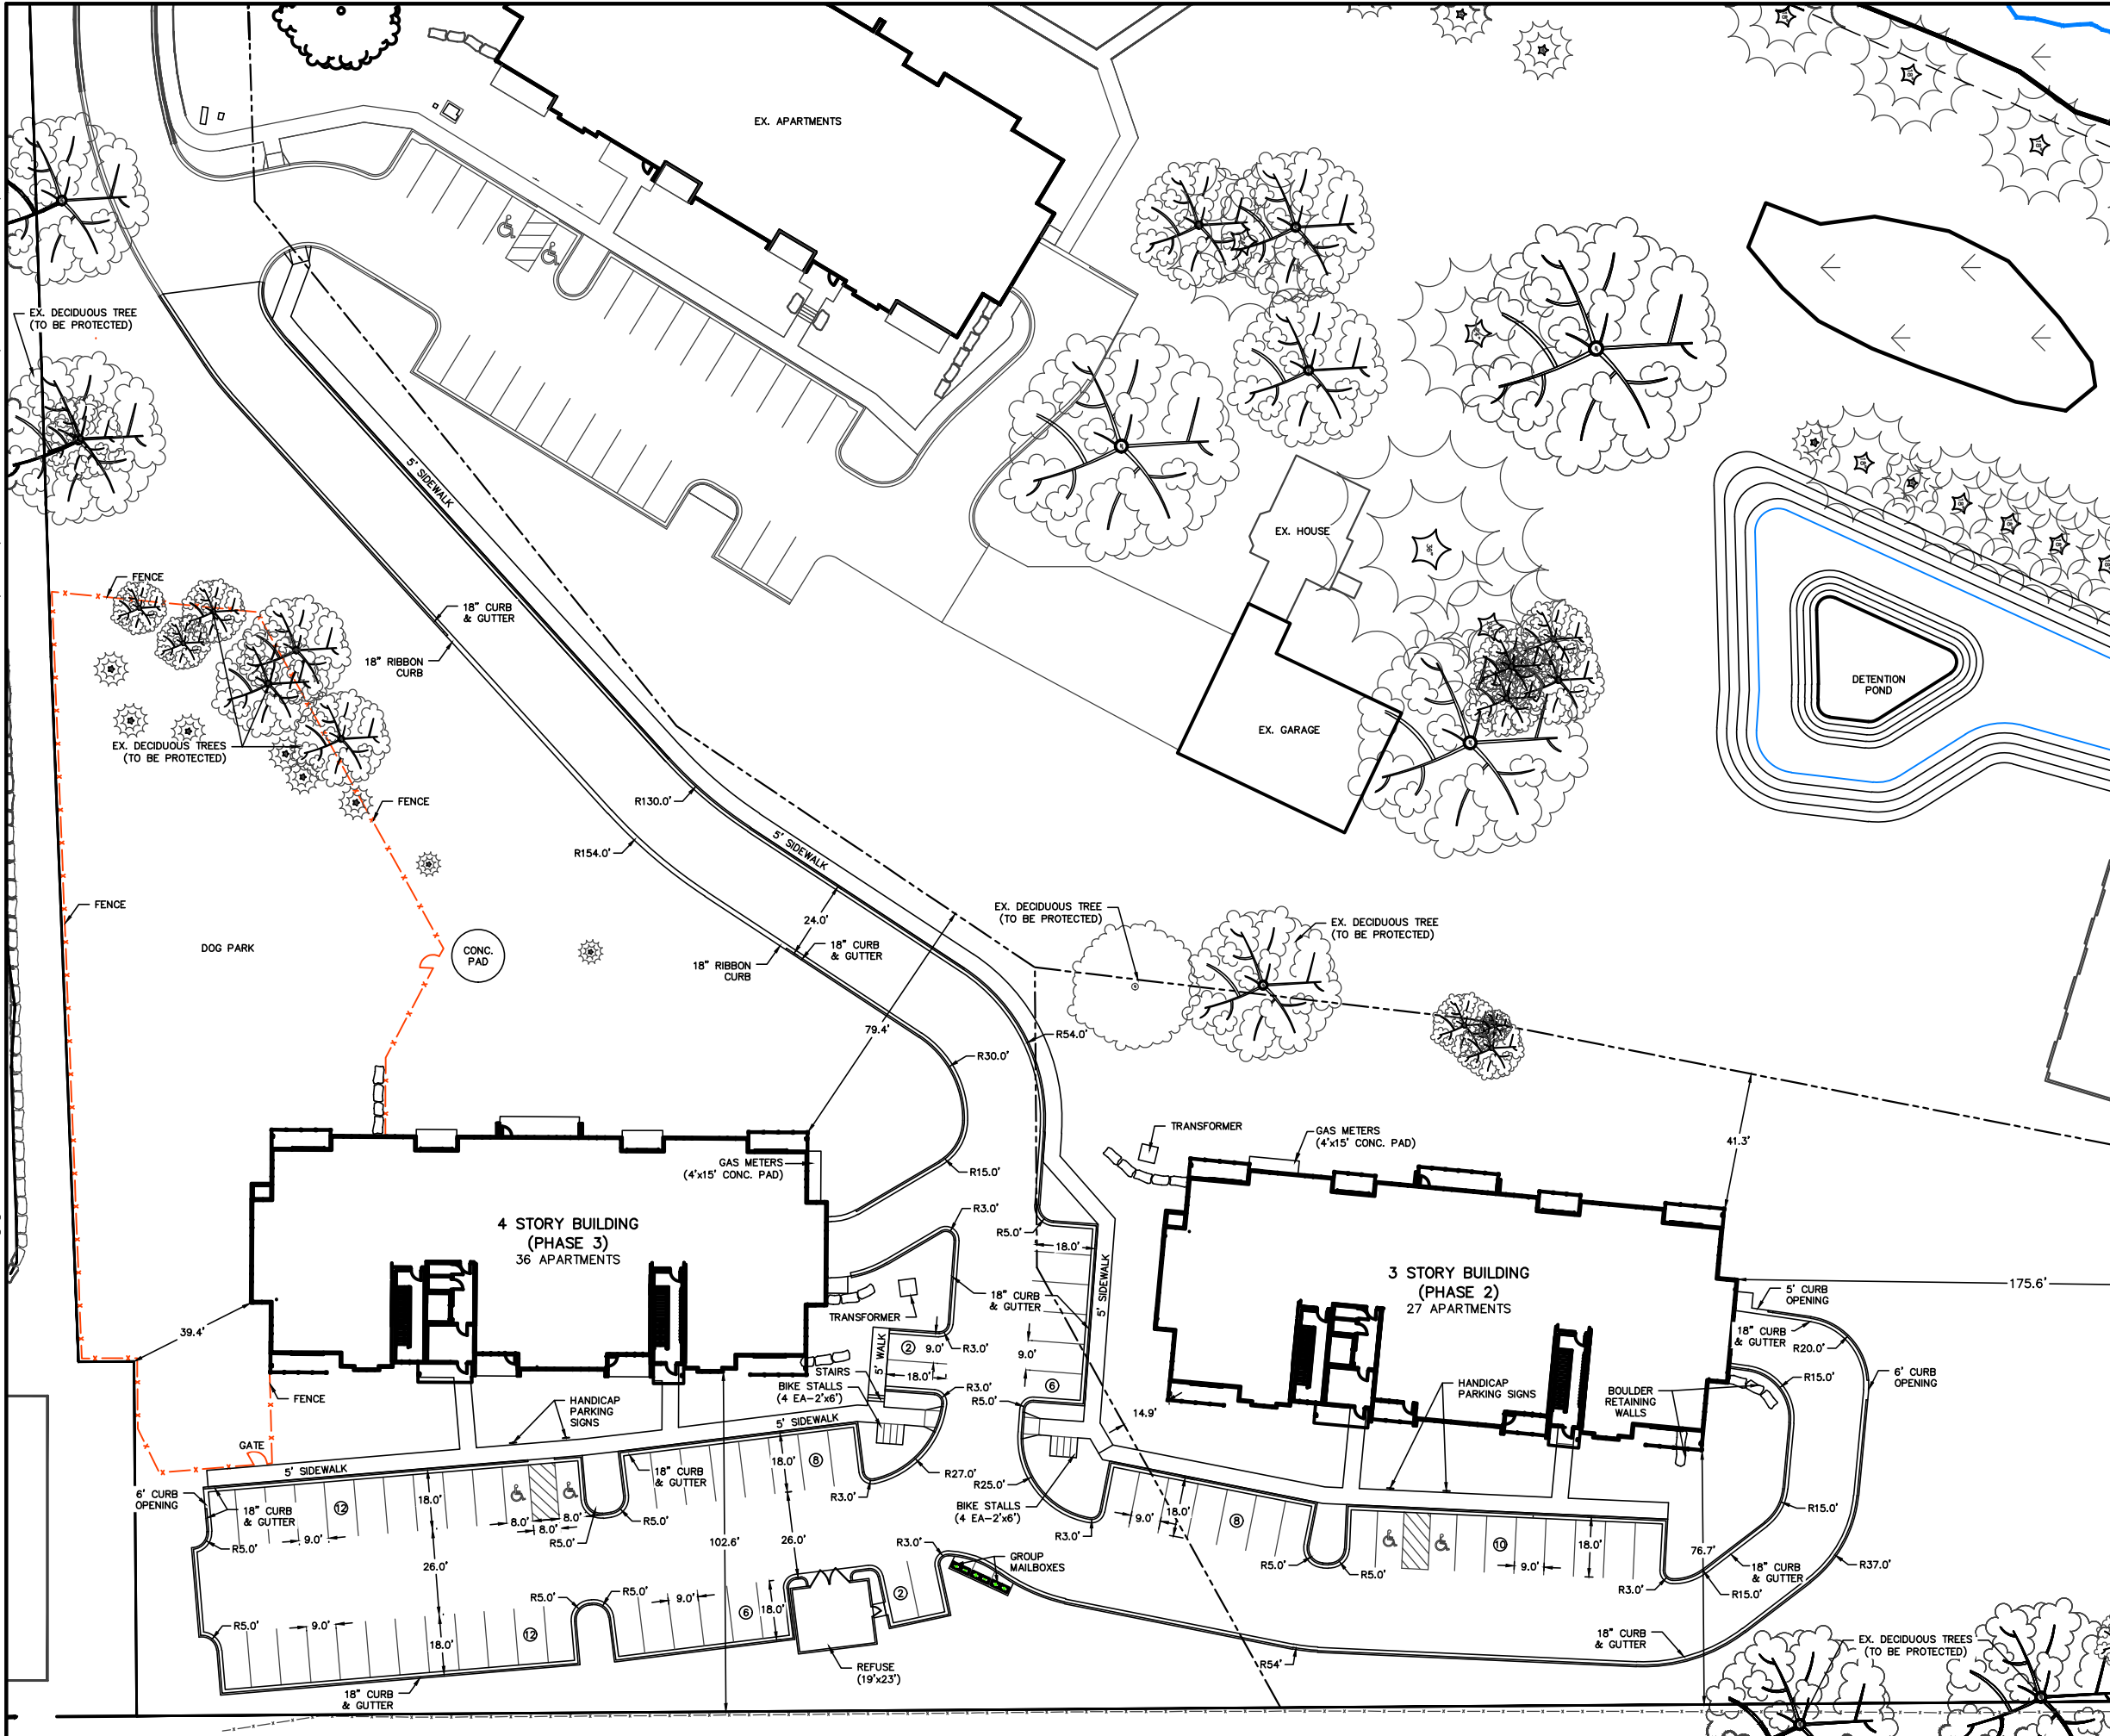 EX. APARTMENTS
EX. DECIDUOUS TREE
(TO BE PROTECTED)
5' SIDEWALK
EX. HOUSE
36"
FENCE
18" CURB
& GUTTER
18" RIBBON
CURB
DETENTION
POND
EX. GARAGE
EX. DECIDUOUS TREES
(TO BE PROTECTED)
R130.0'
FENCE
5' SIDEWALK
R154.0'
FENCE
24.0'
EX. DECIDUOUS TREE
(TO BE PROTECTED)
EX. DECIDUOUS TREE
(TO BE PROTECTED)
DOG PARK
CONC.
PAD
18" CURB
& GUTTER
18" RIBBON
CURB
79.4'
R54.0'
R30.0'
TRANSFORMER
GAS METERS
(4'x15' CONC. PAD)
41.3'
GAS METERS
(4'x15' CONC. PAD)
R15.0'
4 STORY BUILDING
(PHASE 3)
36 APARTMENTS
R3.0'
R5.0'
18.0'
5' SIDEWALK
3 STORY BUILDING
(PHASE 2)
27 APARTMENTS
175.6'
5' CURB
OPENING
18" CURB
& GUTTER
TRANSFORMER
39.4'
18" CURB
& GUTTER
R20.0'
5' WALK
2
9.0'
R3.0'
9.0'
STAIRS
18.0'
6
BIKE STALLS
(4 EA-2'x6')
R3.0'
R5.0'
FENCE
HANDICAP
PARKING
SIGNS
5' SIDEWALK
14.9'
HANDICAP
PARKING SIGNS
BOULDER
RETAINING
WALLS
R15.0'
6' CURB
OPENING
GATE
5' SIDEWALK
18" CURB
& GUTTER
18.0'
8
R27.0'
R3.0'
R25.0'
BIKE STALLS
(4 EA-2'x6')
R3.0'
6' CURB
OPENING
18" CURB
& GUTTER
12
18.0'
8.0'
8.0'
8.0'
R5.0'
R5.0'
9.0'
R5.0'
26.0'
102.6'
26.0'
R3.0'
GROUP
MAILBOXES
9.0'
18.0'
8
R5.0'
R5.0'
10
9.0'
18.0'
R3.0'
R15.0'
76.7'
18" CURB
& GUTTER
R15.0'
R37.0'
R5.0'
9.0'
18.0'
12
R5.0'
R5.0'
9.0'
6
18.0'
2
REFUSE
(19'x23')
18" CURB
& GUTTER
R54'
18" CURB
& GUTTER
EX. DECIDUOUS TREES
(TO BE PROTECTED)